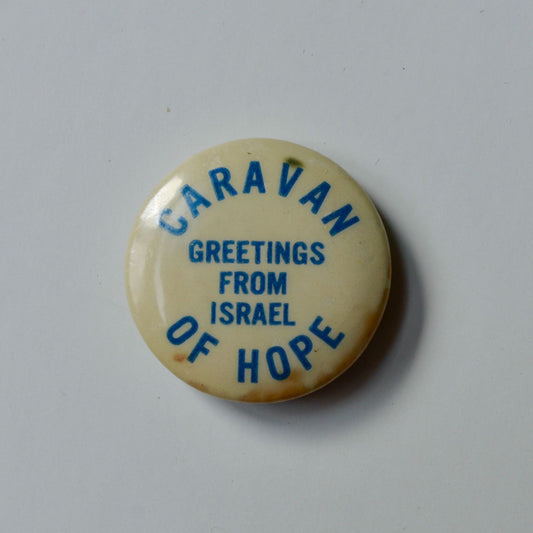 CARAVAN
GREETINGS
FROM
ISRAEL
OF HOPE